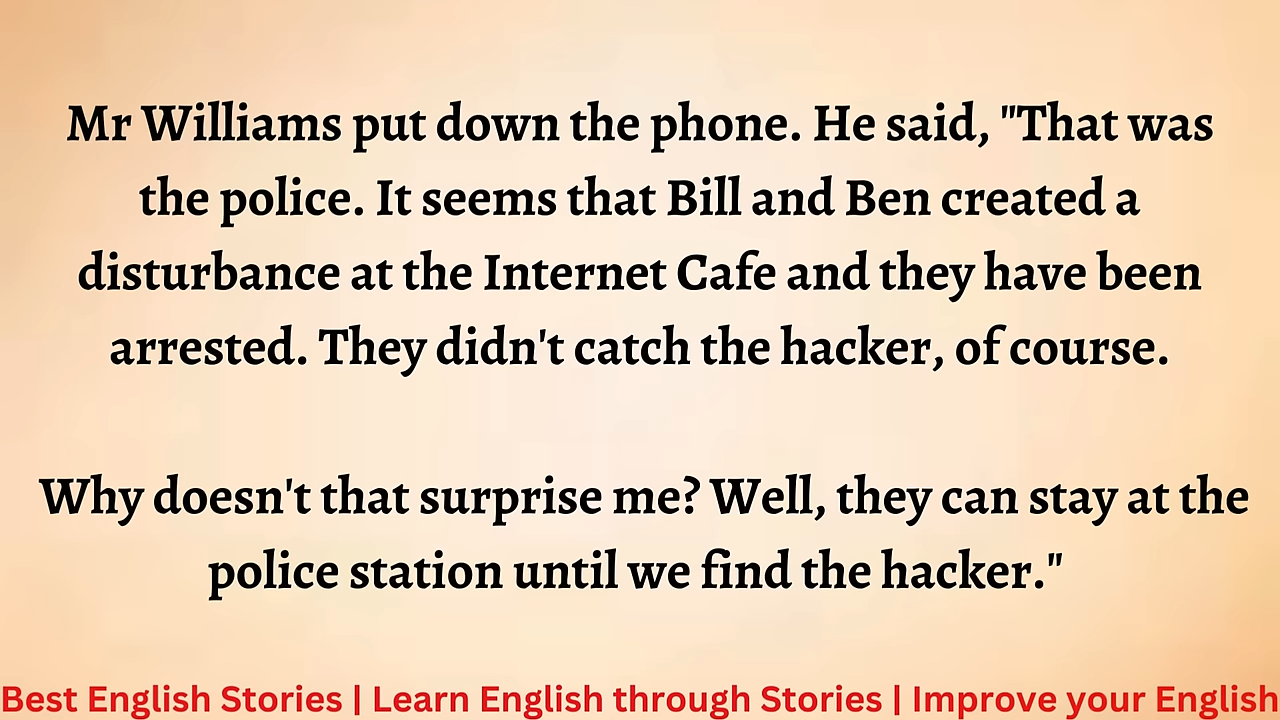 Mr Williams put down the phone. He said, "That was
the police. It seems that Bill and Ben created a
disturbance at the Internet Cafe and they have been
arrested. They didn't catch the hacker, of course.
Why doesn't that surprise me? Well, they can stay at the
police station until we find the hacker."
Best English Stories | Learn English through Stories | Improve your English